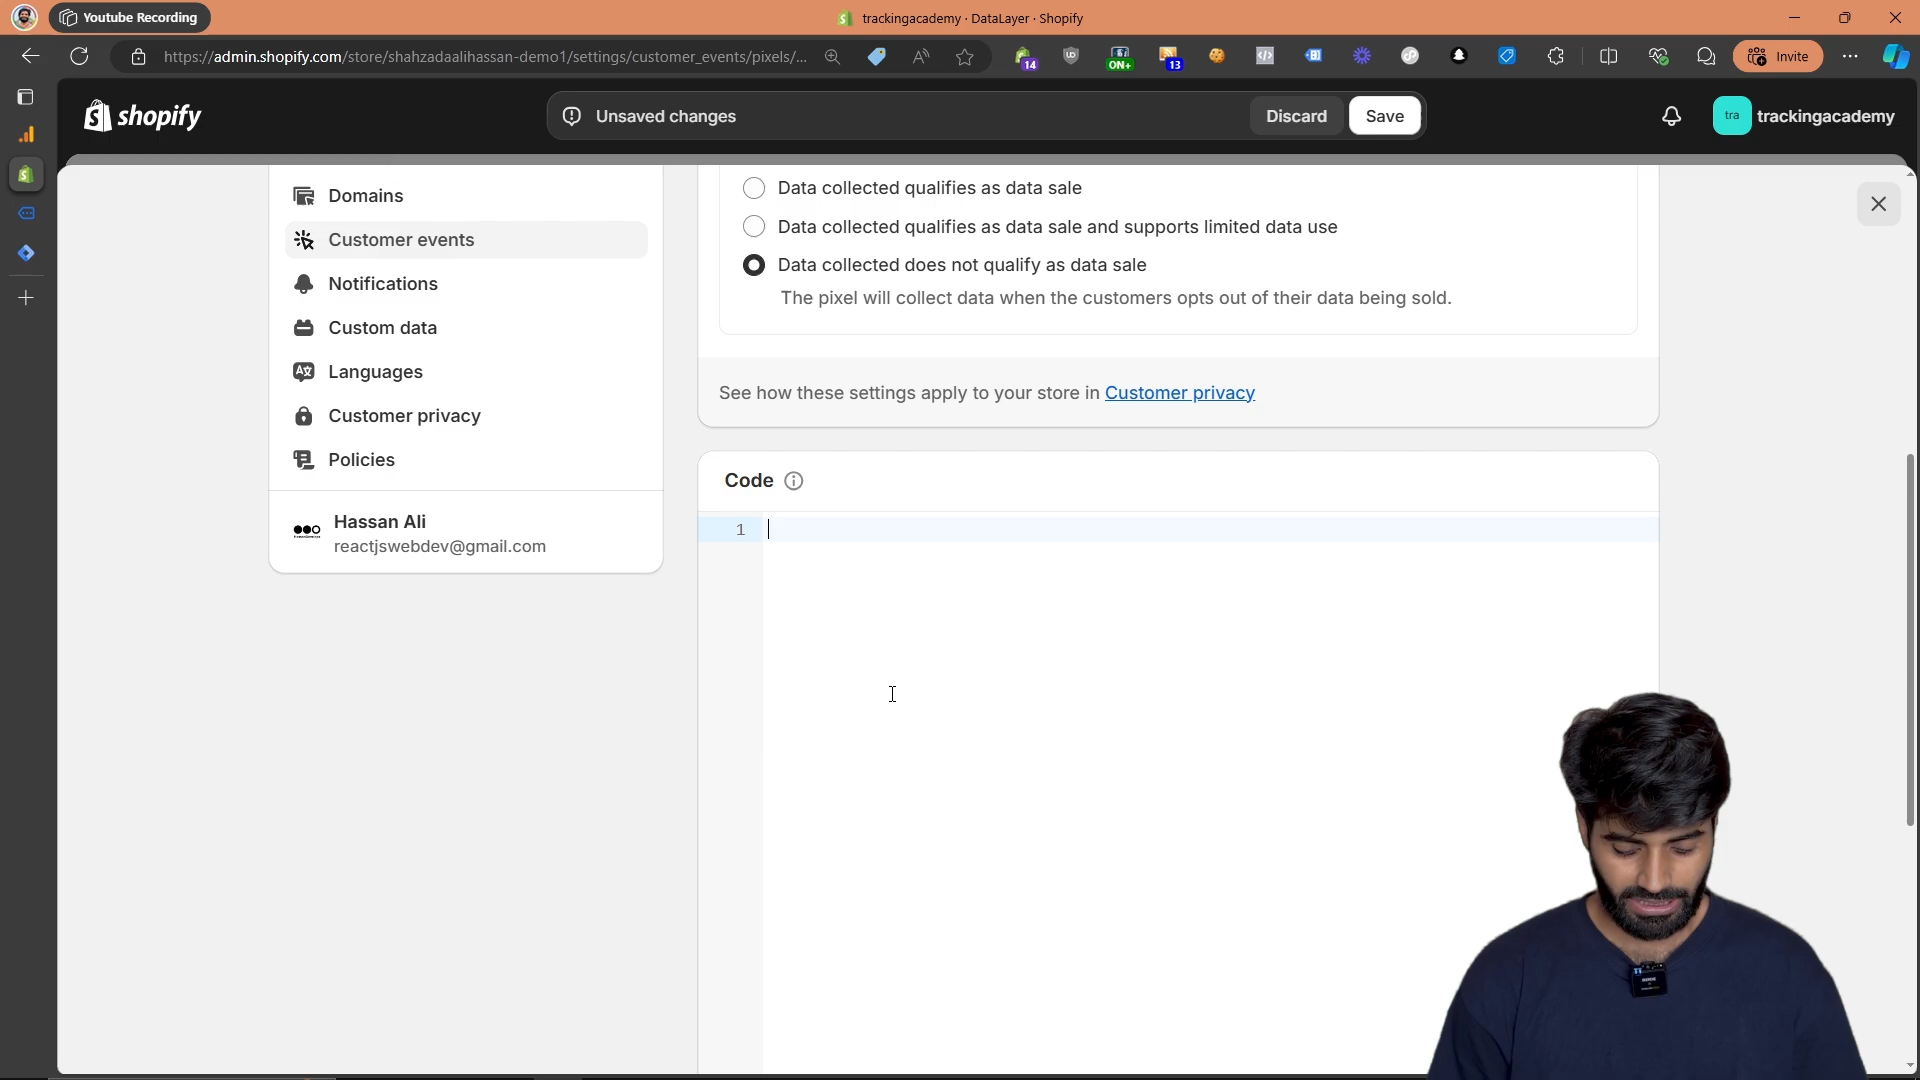 Youtube Recording
trackingacademy · DataLayer · Shopify
https://admin.shopify.com/store/shahzadaalihassan-demo1/settings/customer_events/pixels/...
14
ON+
13
Invite
shopify
Unsaved changes
Discard
Save
tra
trackingacademy
Domains
Customer events
Notifications
Custom data
Languages
Customer privacy
Policies
Hassan Ali
reactjswebdev@gmail.com
Data collected qualifies as data sale
Data collected qualifies as data sale and supports limited data use
Data collected does not qualify as data sale
The pixel will collect data when the customers opts out of their data being sold.
See how these settings apply to your store in Customer privacy
Code
1